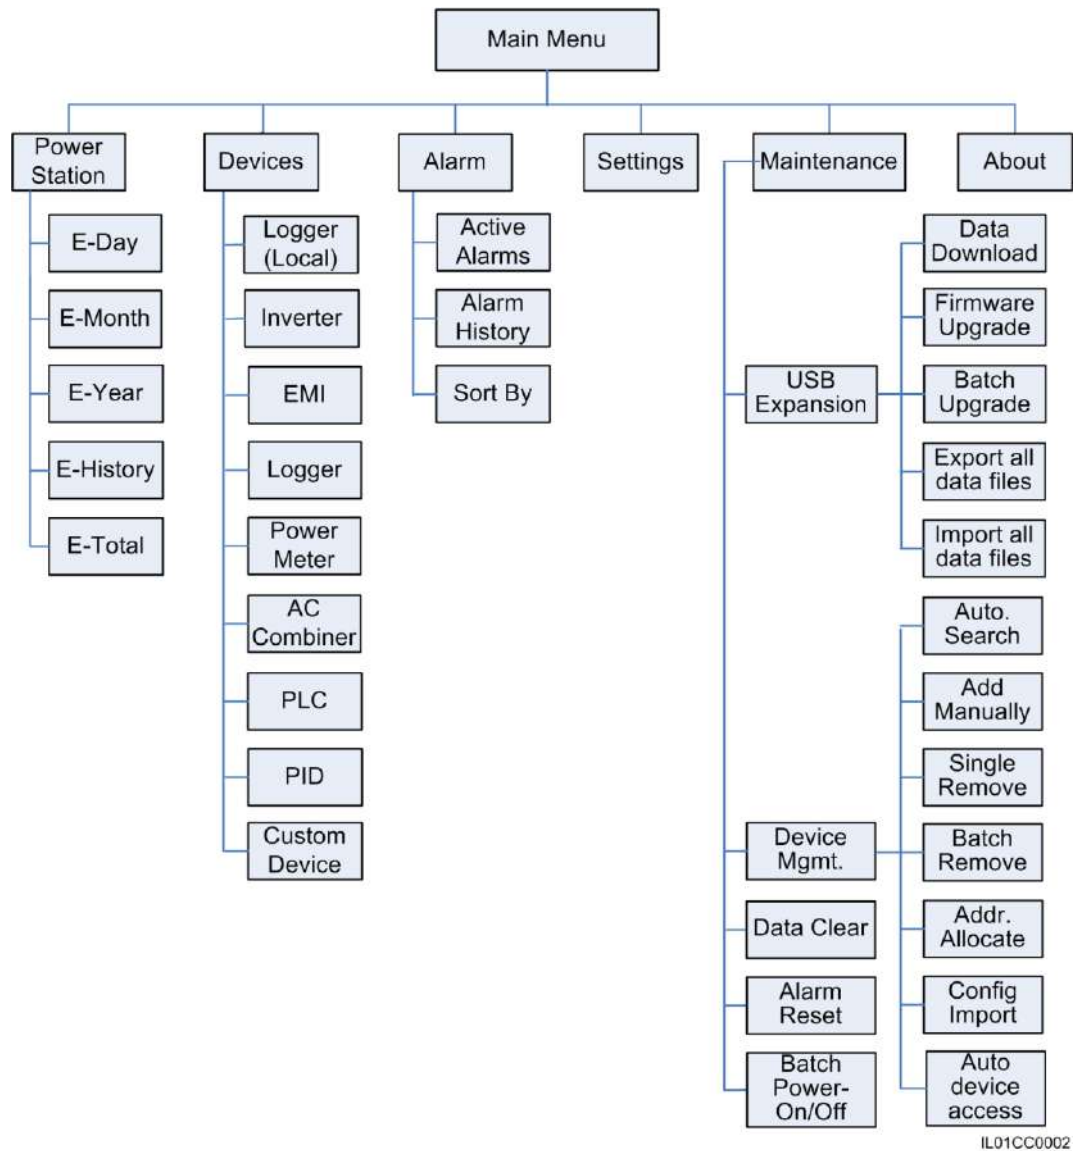 Main Menu
Power
Station
Devices
Alarm
Settings
Maintenance
About
E-Day
E-Month
E-Year
E-History
E-Total
Logger
(Local)
Inverter
EMI
Logger
Power
Meter
AC
Combiner
PLC
PID
Custom
Device
Active
Alarms
Alarm
History
Sort By
USB
Expansion
Data
Download
Firmware
Upgrade
Batch
Upgrade
Export all
data files
Import all
data files
Device
Mgmt.
Auto.
Search
Add
Manually
Single
Remove
Batch
Remove
Addr.
Allocate
Config
Import
Auto
device
access
Data Clear
Alarm
Reset
Batch
Power-
On/Off
IL01CC0002